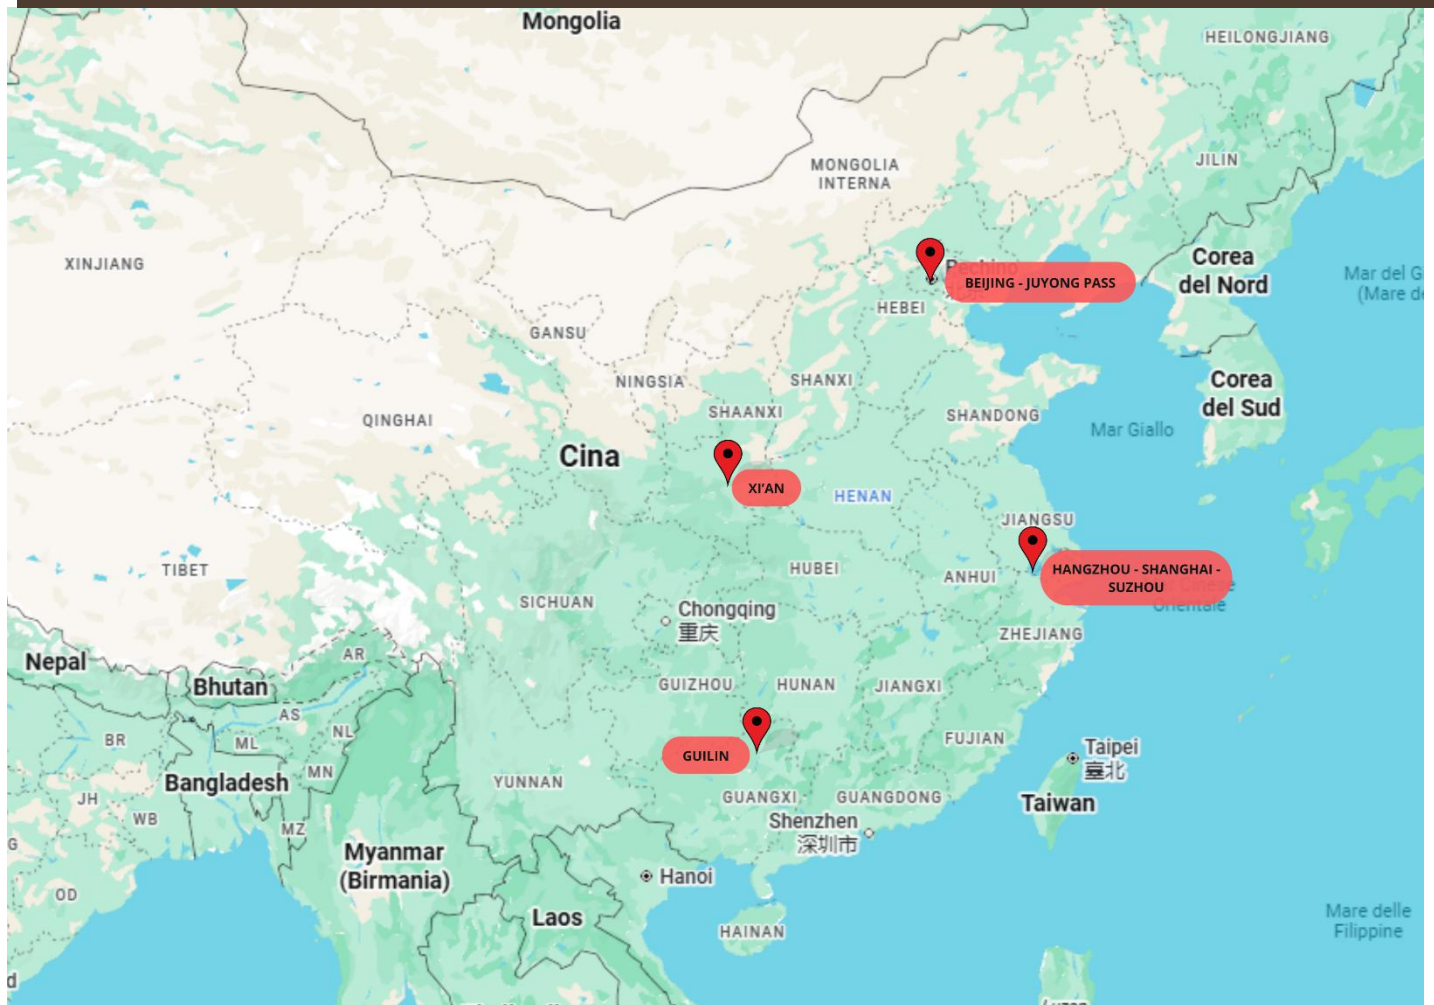 Mongolia
HEILONGJIANG
MONGOLIA
INTERNA
JILIN
XINJIANG
Corea
del Nord
Mar del G
Pechino
BEIJING - JUYONG PASS
HEBEI
GANSU
NINGSIA
SHANXI
Corea
del Sud
SHAANXI
QINGHAI
SHANDONG
Mar Giallo
Cina
XI'AN
HENAN
JIANGSU
TIBET
HUBEI
ANHUI
HANGZHOU - SHANGHAI -
SUZHOU
Orientale
SICHUAN
Chongqing
重庆
ZHEJIANG
Nepal
AR
Bhutan
GUIZHOU
HUNAN
JIANGXI
AS
NL
BR
ML
FUJIAN
Taipei
臺北
GUILIN
MN
Bangladesh
YUNNAN
JH
GUANGXI
GUANGDONG
Taiwan
WB
MZ
Shenzhen
深圳市
G
Myanmar
(Birmania)
Hanoi
OD
Laos
HAINAN
Mare delle
Filippine
d